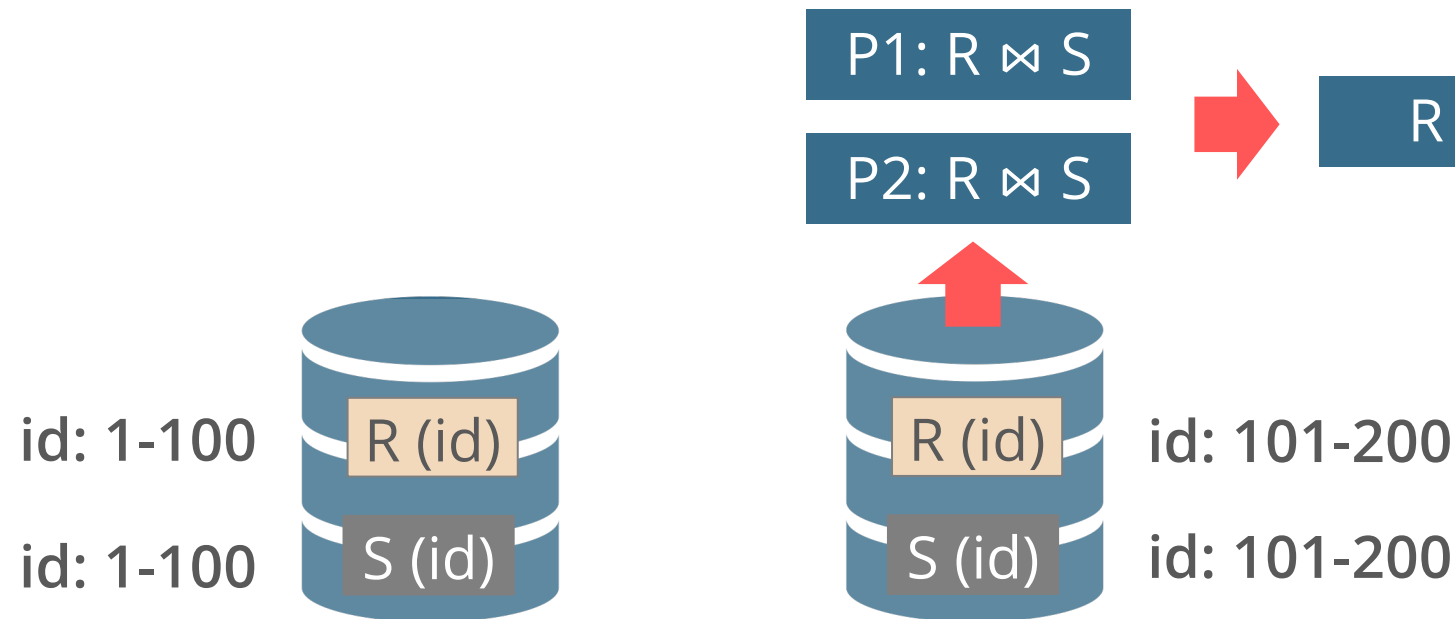 P1: R ⋈ S
P2: R ⋈ S
R
id: 1-100
R (id)
R (id)
id: 101-200
id: 1-100
S (id)
S (id)
id: 101-200